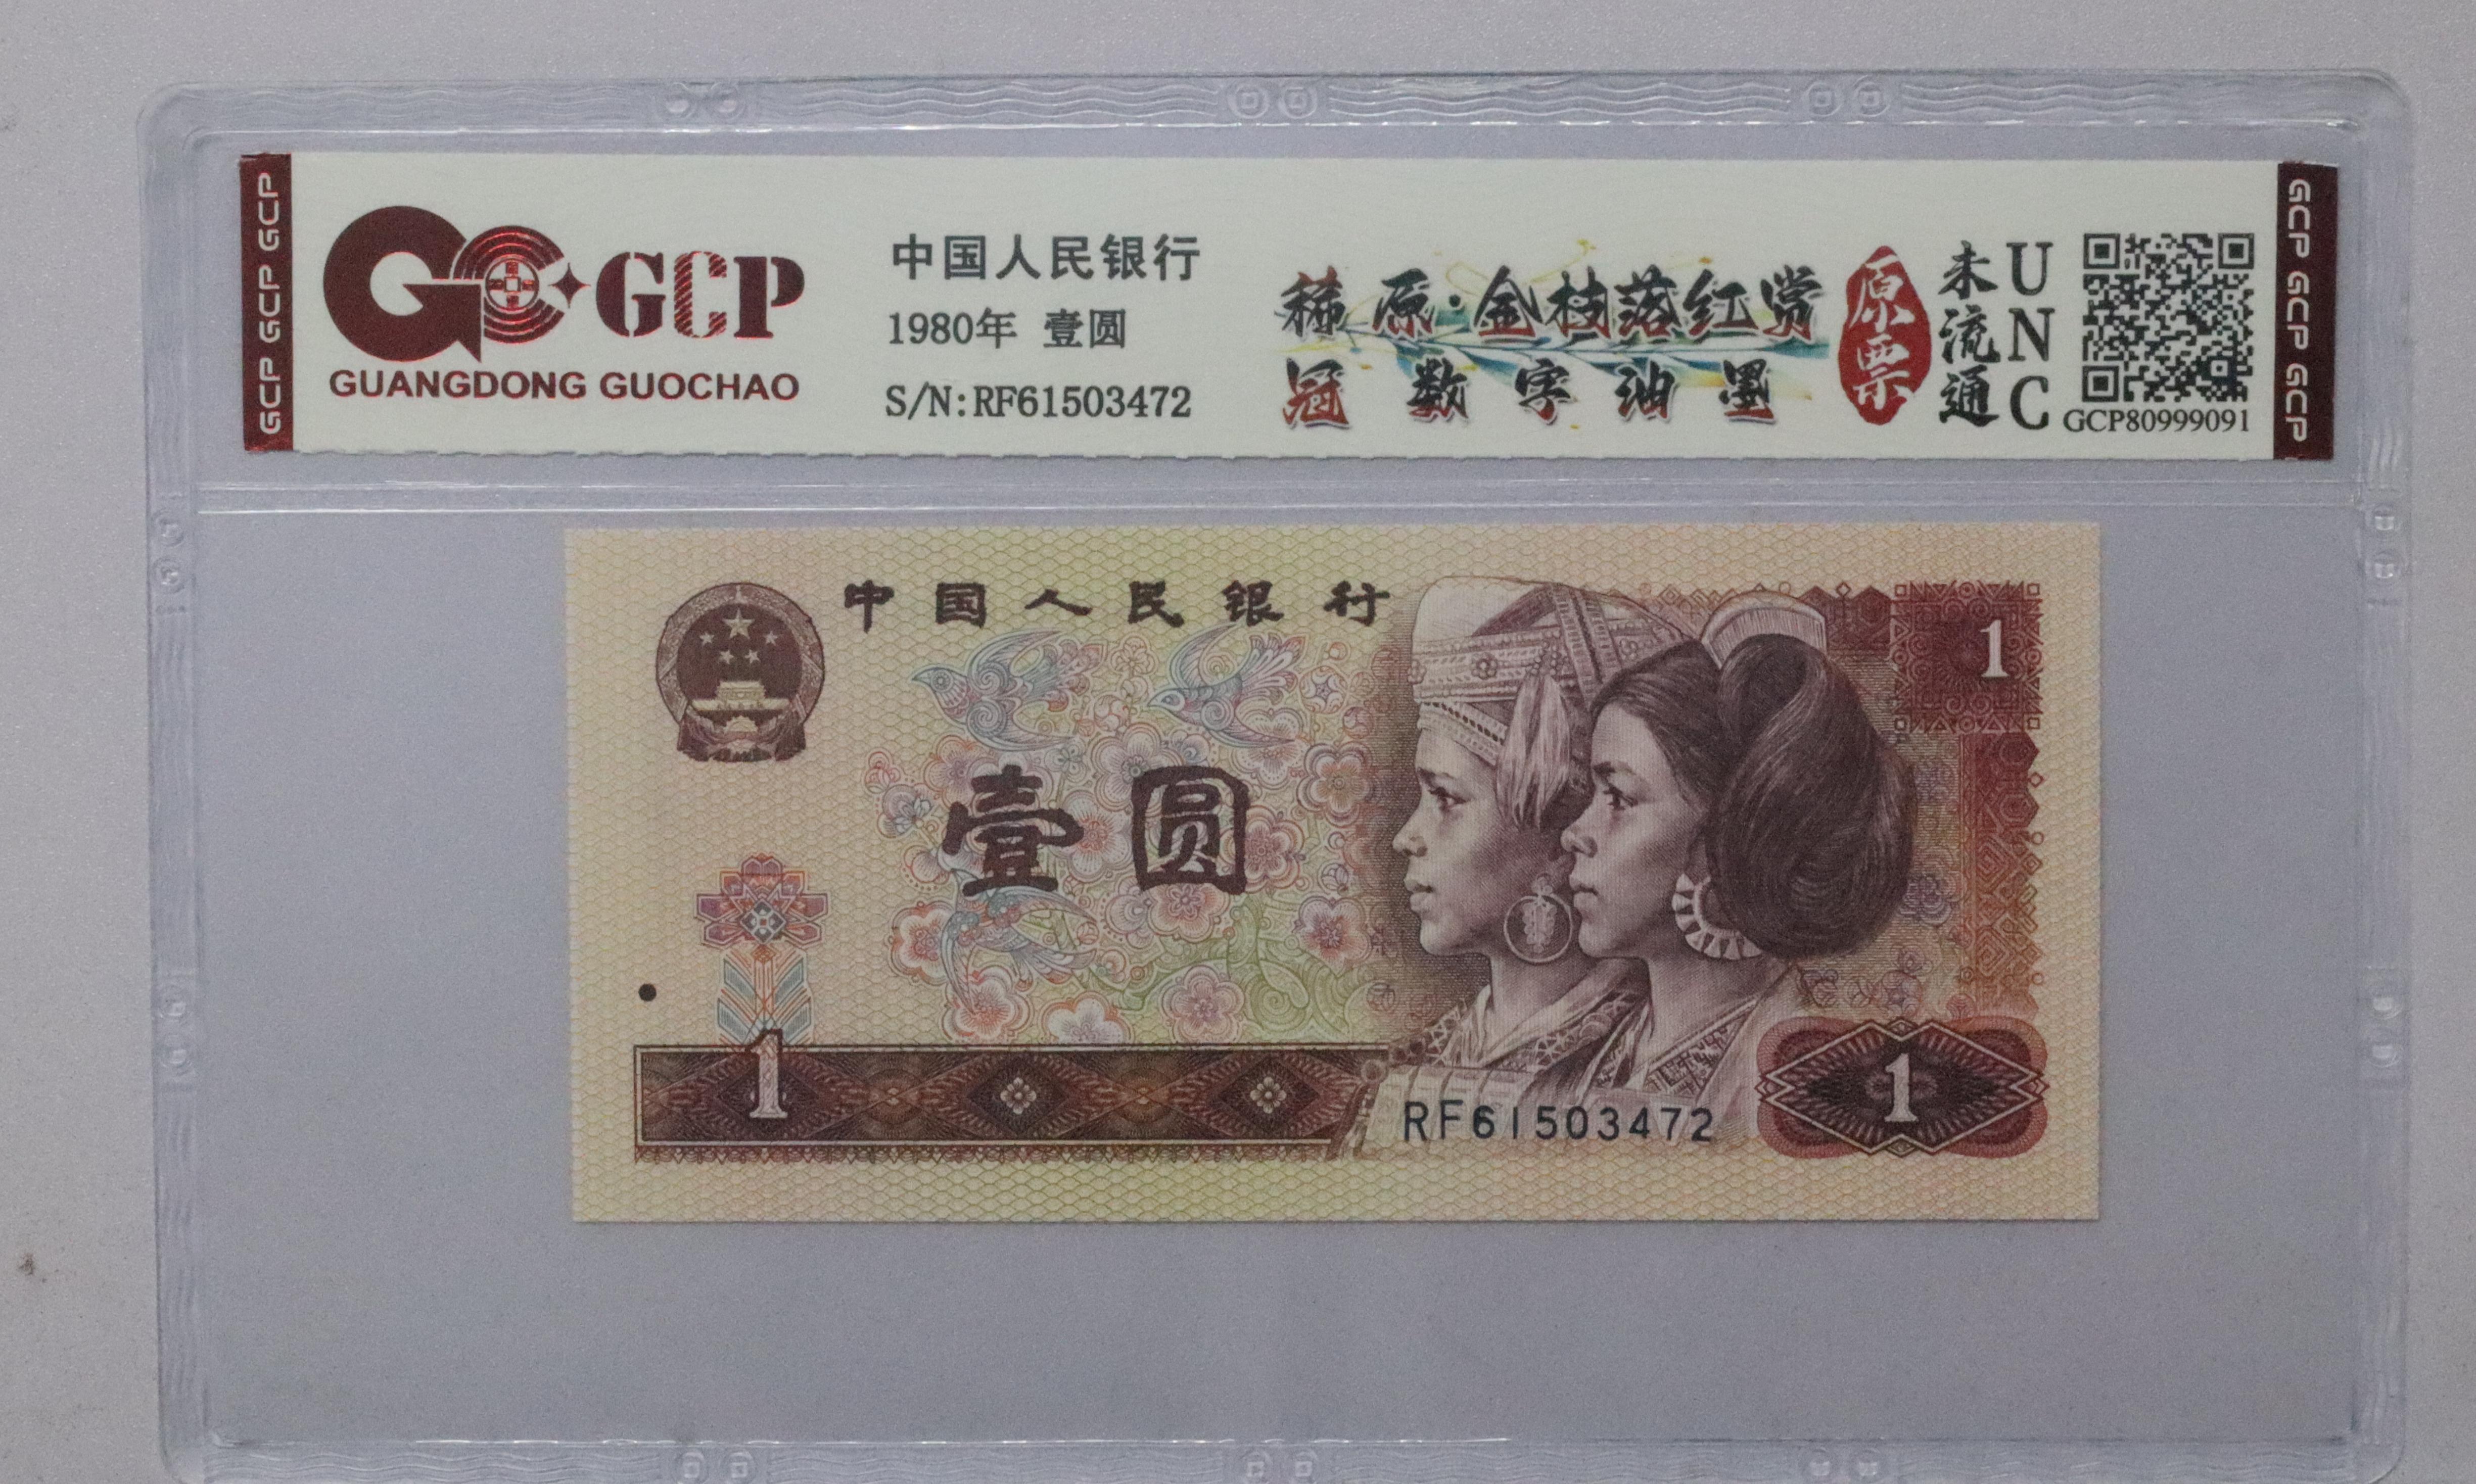 GCP GCP GCP
GCP
GUANGDONG GUOCHAO
中国人民银行
1980年 壹圆
S/N:RF61503472
稀原·金枝落红赏
冠数字油墨
原票
未流通
UNC
GCP80999091
GCP GCP GCP
中国人民银行
1
壹圆
1
RF61503472
1